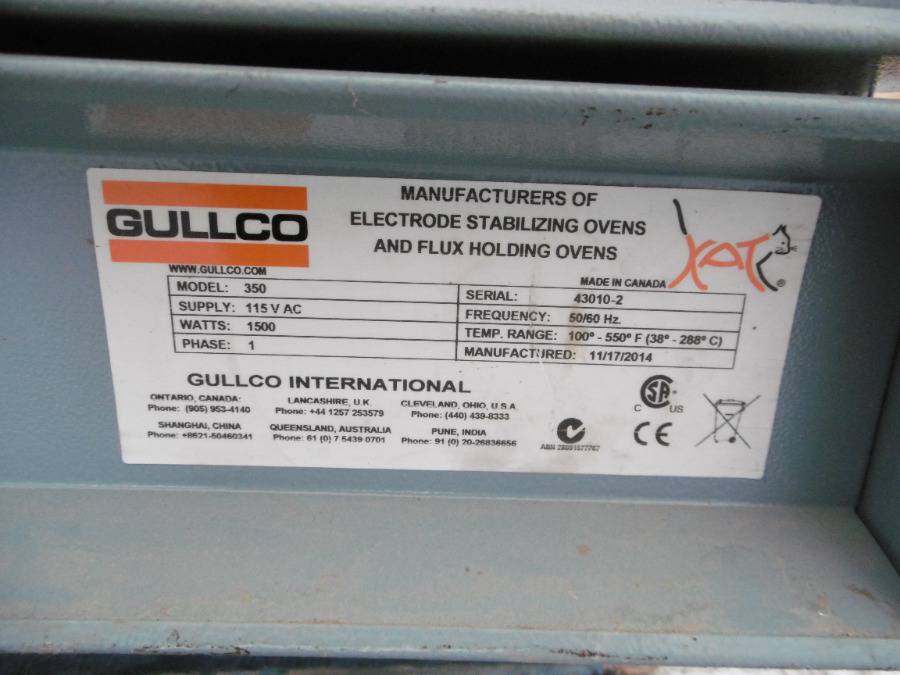 GULLCO
WWW.GULLCO.COM
MANUFACTURERS OF
ELECTRODE STABILIZING OVENS
AND FLUX HOLDING OVENS
KAT ®
MADE IN CANADA
MODEL: 350
SUPPLY: 115 V AC
WATTS: 1500
PHASE: 1
SERIAL: 43010-2
FREQUENCY: 50/60 Hz.
TEMP. RANGE: 100° - 550° F (38° - 288° C)
MANUFACTURED: 11/17/2014
GULLCO INTERNATIONAL
ONTARIO, CANADA:
Phone: (905) 953-4140
LANCASHIRE, U.K.
Phone: +44 1257 253579
CLEVELAND, OHIO, U.S.A.
Phone: (440) 439-8333
SHANGHAI, CHINA
Phone: +8621-50460341
QUEENSLAND, AUSTRALIA
Phone: 61 (0) 7 5439 0701
PUNE, INDIA
Phone: 91 (0) 20-26836656
ABN
C SA US
CE